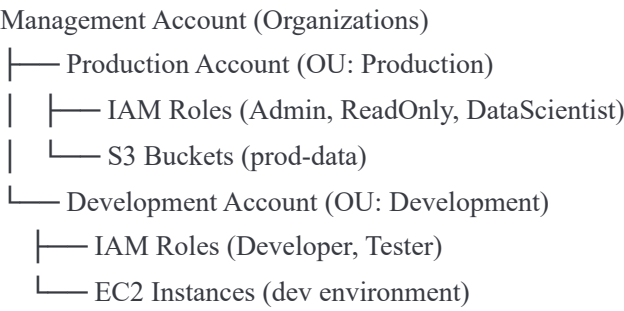 Management Account (Organizations)
├── Production Account (OU: Production)
│   ├── IAM Roles (Admin, ReadOnly, DataScientist)
│   └── S3 Buckets (prod-data)
└── Development Account (OU: Development)
    ├── IAM Roles (Developer, Tester)
    └── EC2 Instances (dev environment)